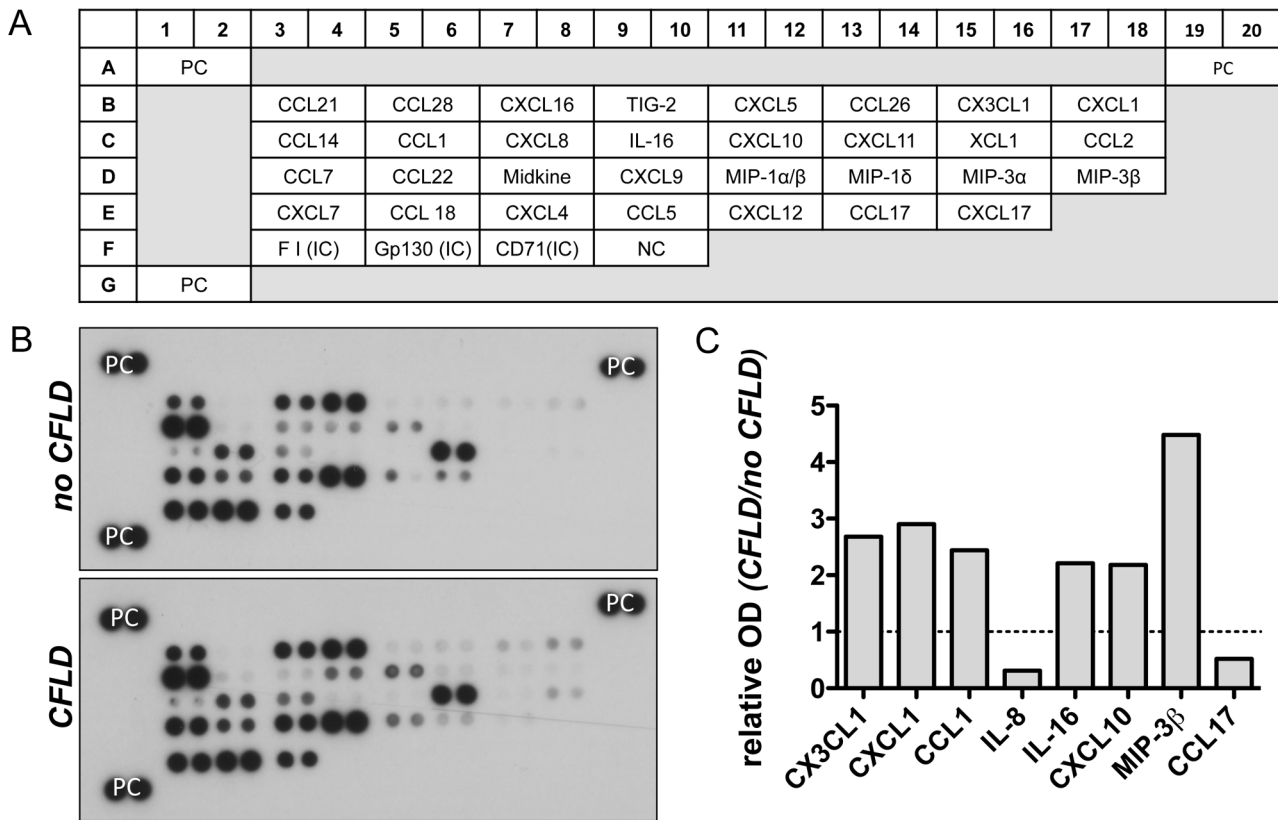 A
1 2 3 4 5 6 7 8 9 10 11 12 13 14 15 16 17 18 19 20
A PC PC
B CCL21 CCL28 CXCL16 TIG-2 CXCL5 CCL26 CX3CL1 CXCL1
C CCL14 CCL1 CXCL8 IL-16 CXCL10 CXCL11 XCL1 CCL2
D CCL7 CCL22 Midkine CXCL9 MIP-1α/β MIP-1δ MIP-3α MIP-3β
E CXCL7 CCL 18 CXCL4 CCL5 CXCL12 CCL17 CXCL17
F F I (IC) Gp130 (IC) CD71(IC) NC
G PC
B
no CFLD
PC PC
PC
CFLD
PC PC
PC
C
relative OD (CFLD/no CFLD)
5
4
3
2
1
0
CX3CL1 CXCL1 CCL1 IL-8 IL-16 CXCL10 MIP-3β CCL17